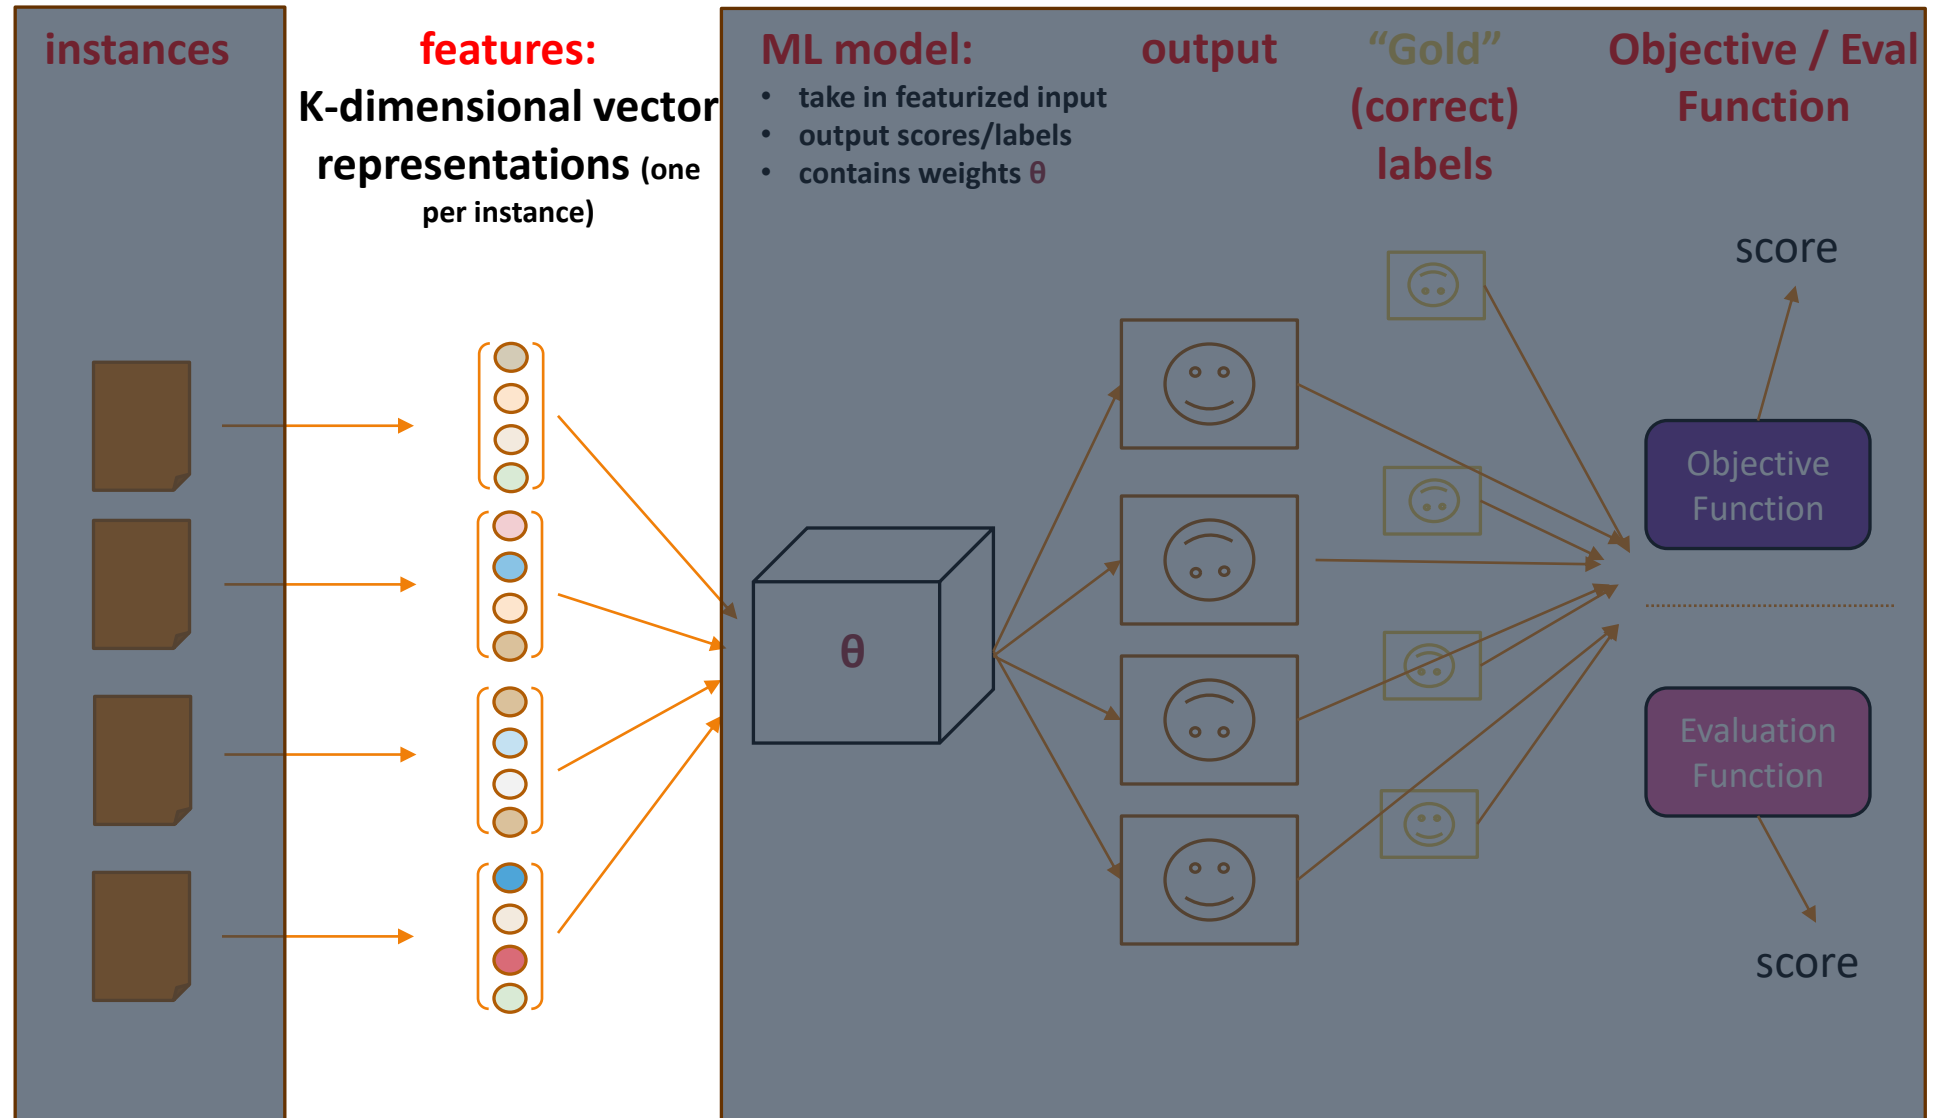 instances
features:
K-dimensional vector
representations (one
per instance)
ML model:
• take in featurized input
• output scores/labels
• contains weights θ
output
“Gold”
(correct)
labels
Objective / Eval
Function
score
θ
Objective
Function
Evaluation
Function
score